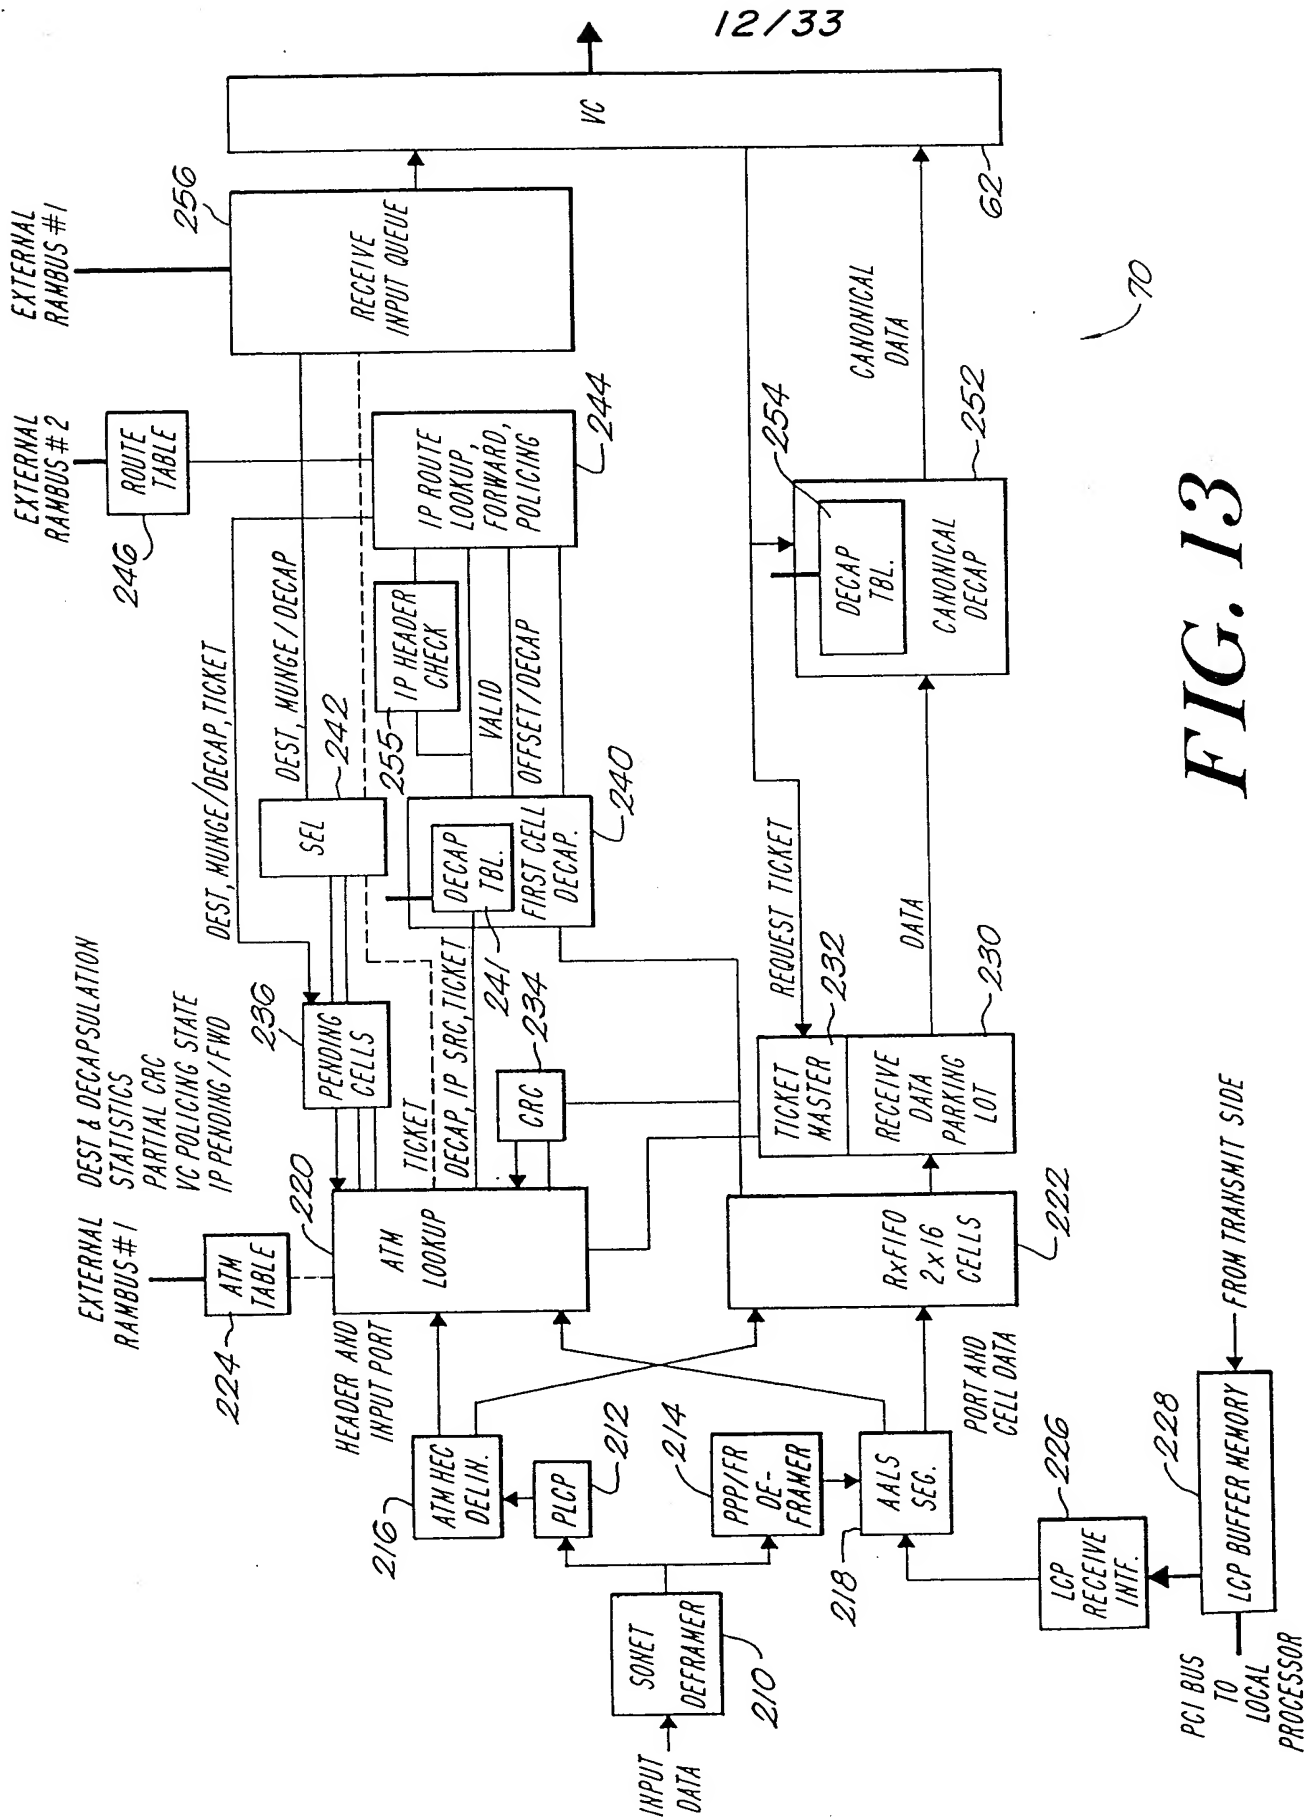 12/33
EXTERNAL
RAMBUS #1
256
RECEIVE
INPUT QUEUE
VC
62
EXTERNAL
RAMBUS #2
ROUTE
TABLE
246
IP ROUTE
LOOKUP,
FORWARD,
POLICING
244
DEST, MUNGE/DECAP, TICKET
DEST, MUNGE/DECAP
242
SEL
IP HEADER
CHECK
255
VALID
OFFSET/DECAP
DECAP
TBL.
FIRST CELL
DECAP.
240
241
DEST & DECAPSULATION
STATISTICS
PARTIAL CRC
VC POLICING STATE
IP PENDING/FWD
236
PENDING
CELLS
TICKET
DECAP, IP SRC, TICKET
CRC
234
EXTERNAL
RAMBUS #1
ATM
TABLE
224
220
ATM
LOOKUP
HEADER AND
INPUT PORT
ATM HEC
DELIN.
216
PLCP
212
PPP/FR
DE-
FRAMER
214
AALS
SEG.
218
SONET
DEFRAMER
210
INPUT
DATA
PORT AND
CELL DATA
RxFIFO
2 x 16
CELLS
222
TICKET
MASTER
232
RECEIVE
DATA
PARKING
LOT
230
REQUEST TICKET
DATA
DECAP
TBL.
254
CANONICAL
DECAP
252
CANONICAL
DATA
70
LCP
RECEIVE
INTF.
226
LCP BUFFER MEMORY
228
FROM TRANSMIT SIDE
PCI BUS
TO
LOCAL
PROCESSOR
FIG. 13